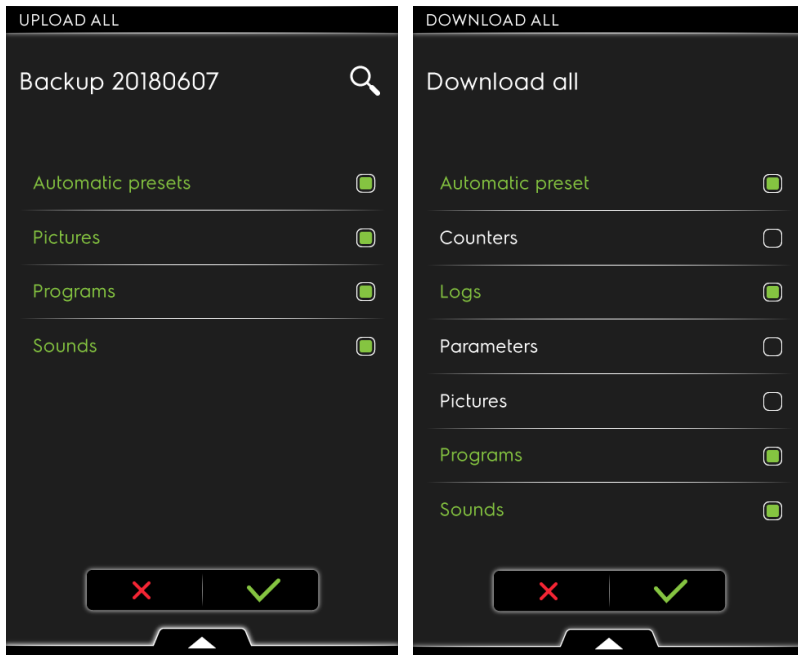 UPLOAD ALL
Backup 20180607
Automatic presets
Pictures
Programs
Sounds
DOWNLOAD ALL
Download all
Automatic preset
Counters
Logs
Parameters
Pictures
Programs
Sounds